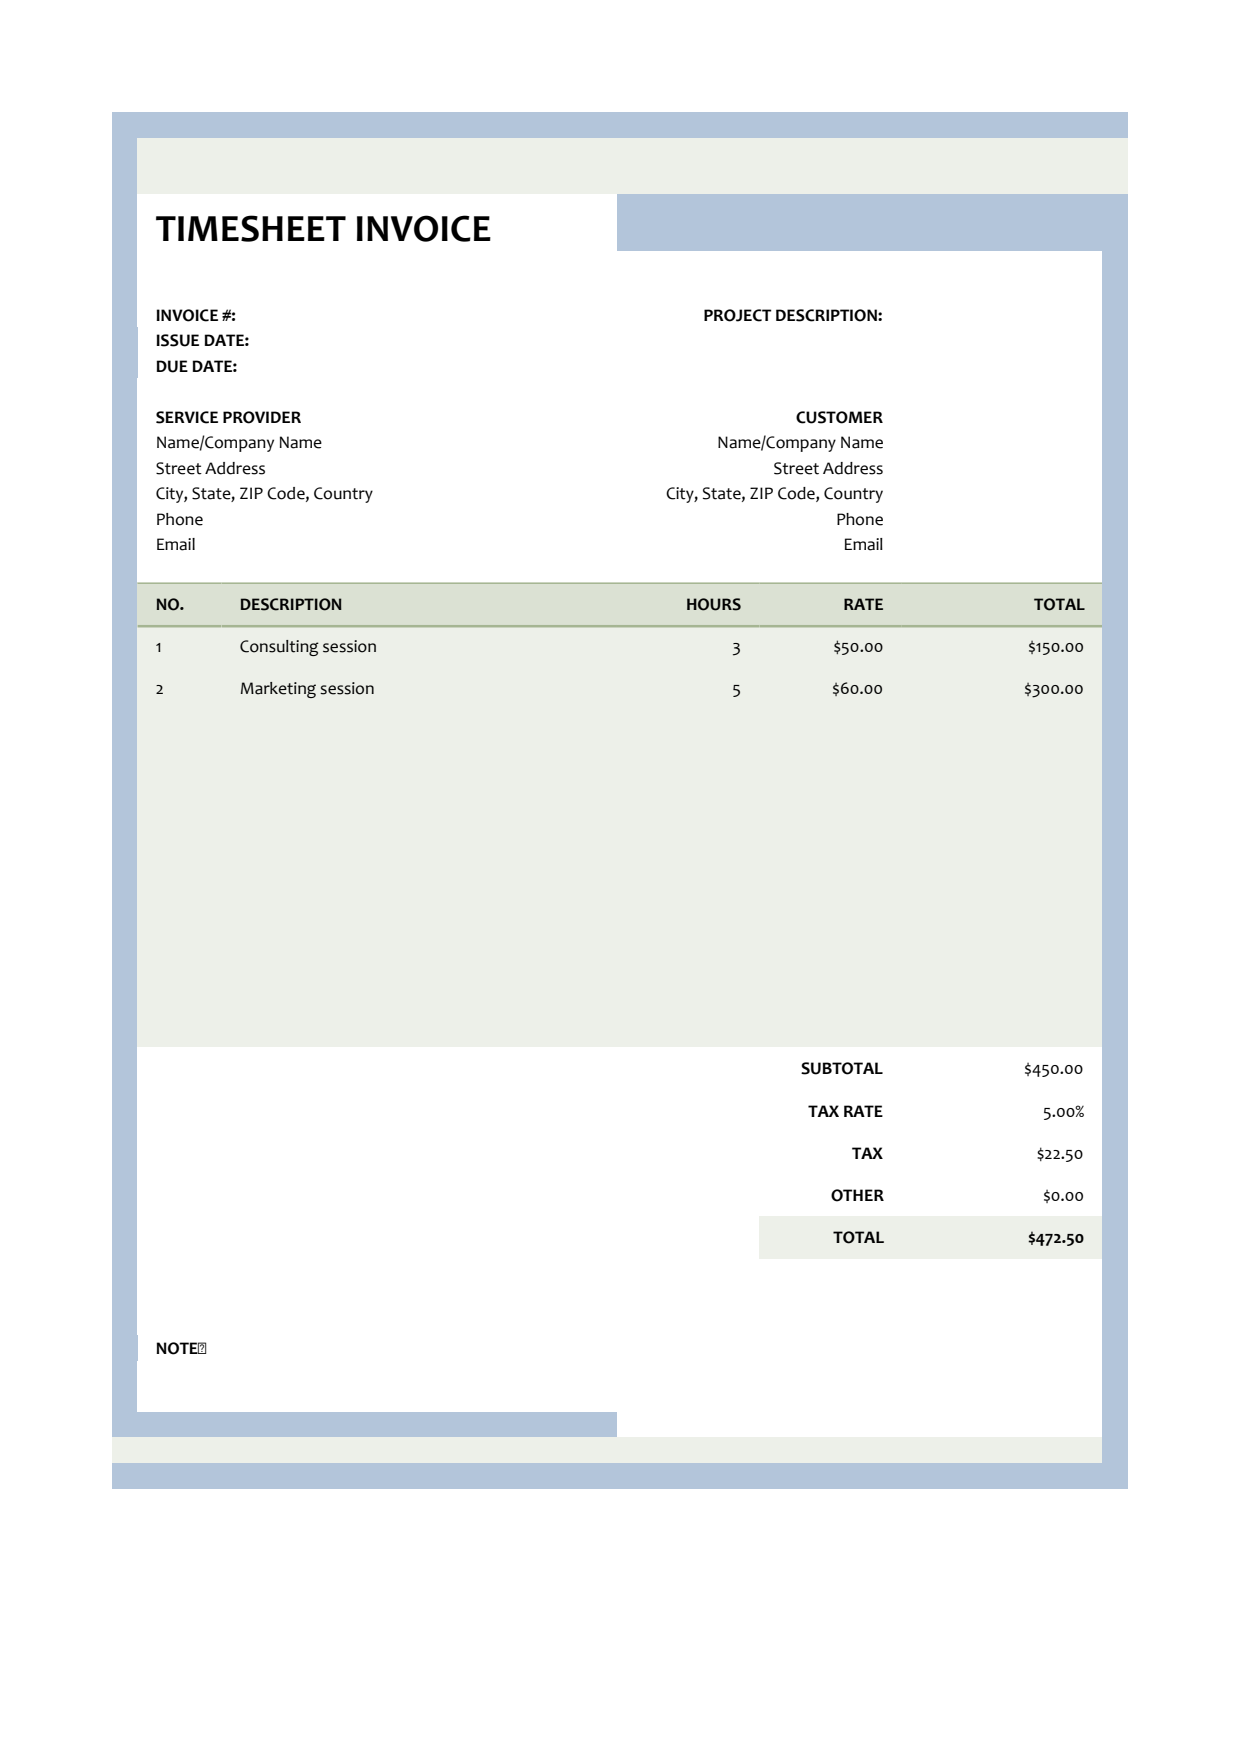 TIMESHEET INVOICE
INVOICE #: PROJECT DESCRIPTION:
ISSUE DATE:
DUE DATE:
SERVICE PROVIDER CUSTOMER
Name/Company Name Name/Company Name
Street Address Street Address
City, State, ZIP Code, Country City, State, ZIP Code, Country
Phone Phone
Email Email
NO. DESCRIPTION HOURS RATE TOTAL
1 Consulting session 3 $50.00 $150.00
2 Marketing session 5 $60.00 $300.00
SUBTOTAL $450.00
TAX RATE 5.00%
TAX $22.50
OTHER $0.00
TOTAL $472.50
NOTE